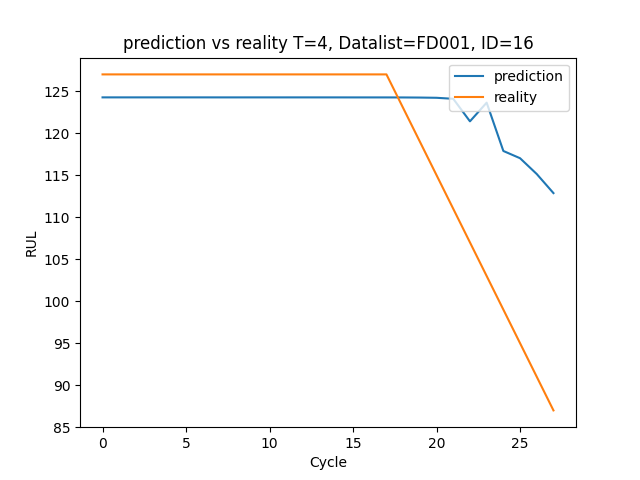 prediction vs reality T=4, Datalist=FD001, ID=16
prediction
reality
125
120
115
110
105
100
95
90
85
RUL
0 5 10 15 20 25
Cycle